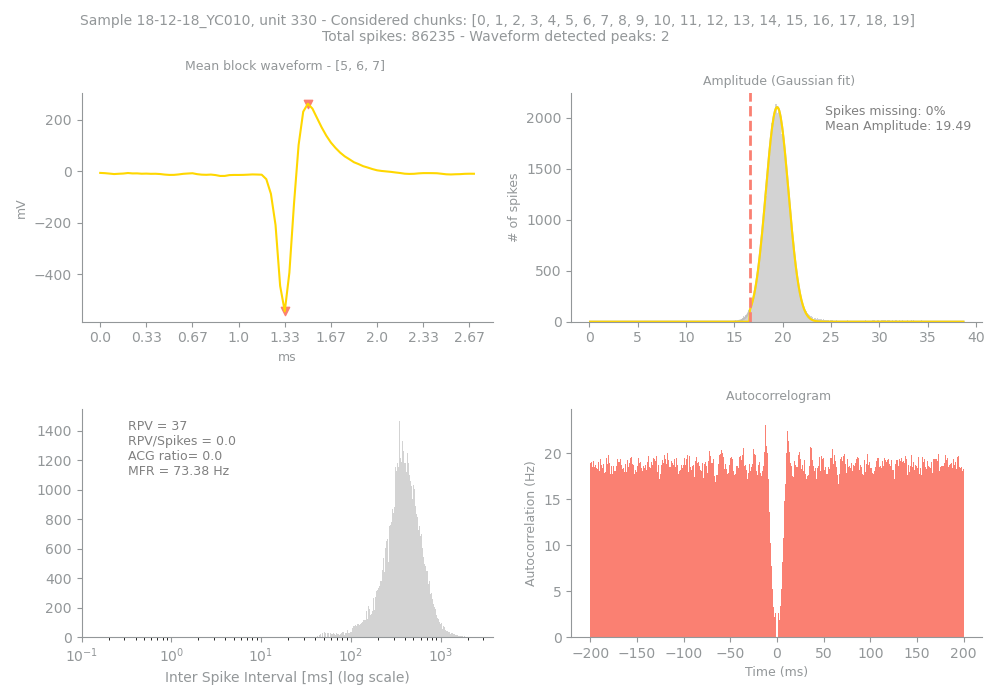 Sample 18-12-18_YC010, unit 330 - Considered chunks: [0, 1, 2, 3, 4, 5, 6, 7, 8, 9, 10, 11, 12, 13, 14, 15, 16, 17, 18, 19]
Total spikes: 86235 - Waveform detected peaks: 2
Mean block waveform - [5, 6, 7]
200
0
−200
−400
mV
0.0 0.33 0.67 1.0 1.33 1.67 2.0 2.33 2.67
ms
Amplitude (Gaussian fit)
Spikes missing: 0%
Mean Amplitude: 19.49
2000
1500
1000
500
0
# of spikes
0 5 10 15 20 25 30 35 40
RPV = 37
RPV/Spikes = 0.0
ACG ratio= 0.0
MFR = 73.38 Hz
1400
1200
1000
800
600
400
200
0
10⁻¹ 10⁰ 10¹ 10² 10³
Inter Spike Interval [ms] (log scale)
Autocorrelogram
20
15
10
5
0
Autocorrelation (Hz)
−200 −150 −100 −50 0 50 100 150 200
Time (ms)